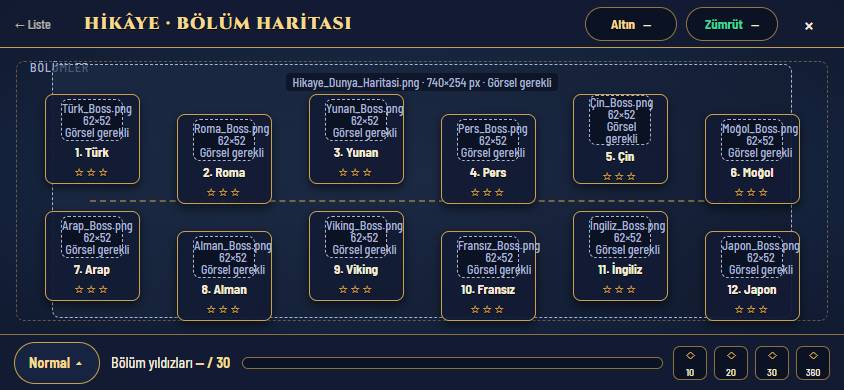 ← Liste
HİKÂYE · BÖLÜM HARİTASI
Altın —
Zümrüt —
×
BÖLÜMLER
Hikaye_Dunya_Haritasi.png · 740×254 px · Görsel gerekli
Türk_Boss.png
62×52
Görsel gerekli
1. Türk
☆☆☆
Roma_Boss.png
62×52
Görsel gerekli
2. Roma
☆☆☆
Yunan_Boss.png
62×52
Görsel gerekli
3. Yunan
☆☆☆
Pers_Boss.png
62×52
Görsel gerekli
4. Pers
☆☆☆
Çin_Boss.png
62×52
Görsel
gerekli
5. Çin
☆☆☆
Moğol_Boss.png
62×52
Görsel gerekli
6. Moğol
☆☆☆
Arap_Boss.png
62×52
Görsel gerekli
7. Arap
☆☆☆
Alman_Boss.png
62×52
Görsel gerekli
8. Alman
☆☆☆
Viking_Boss.png
62×52
Görsel gerekli
9. Viking
☆☆☆
Fransız_Boss.png
62×52
Görsel gerekli
10. Fransız
☆☆☆
İngiliz_Boss.png
62×52
Görsel gerekli
11. İngiliz
☆☆☆
Japon_Boss.png
62×52
Görsel gerekli
12. Japon
☆☆☆
Normal
Bölüm yıldızları — / 30
◇ 10
◇ 20
◇ 30
◇ 360